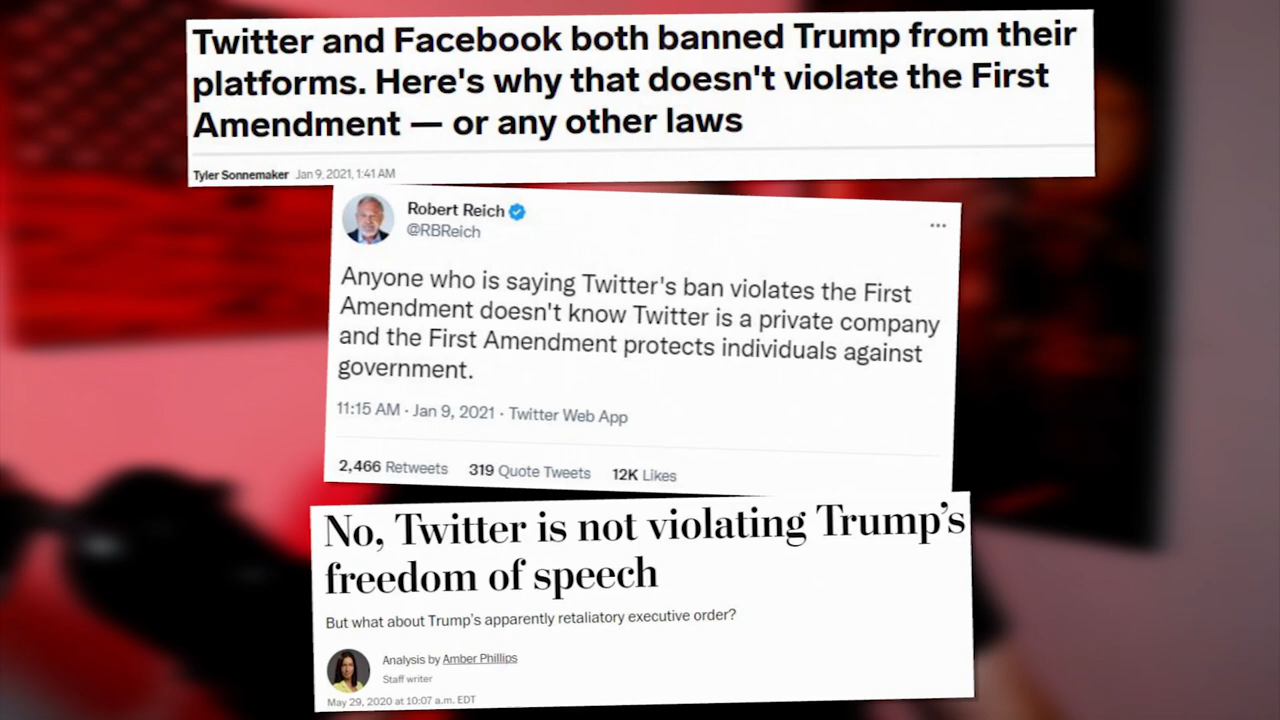 Twitter and Facebook both banned Trump from their
platforms. Here's why that doesn't violate the First
Amendment — or any other laws
Tyler Sonnemaker Jan 9, 2021, 1:41 AM
Robert Reich
@RBReich
Anyone who is saying Twitter's ban violates the First
Amendment doesn't know Twitter is a private company
and the First Amendment protects individuals against
government.
11:15 AM · Jan 9, 2021 · Twitter Web App
2,466 Retweets 319 Quote Tweets 12K Likes
No, Twitter is not violating Trump's
freedom of speech
But what about Trump's apparently retaliatory executive order?
Analysis by Amber Phillips
Staff writer
May 29, 2020 at 10:07 a.m. EDT